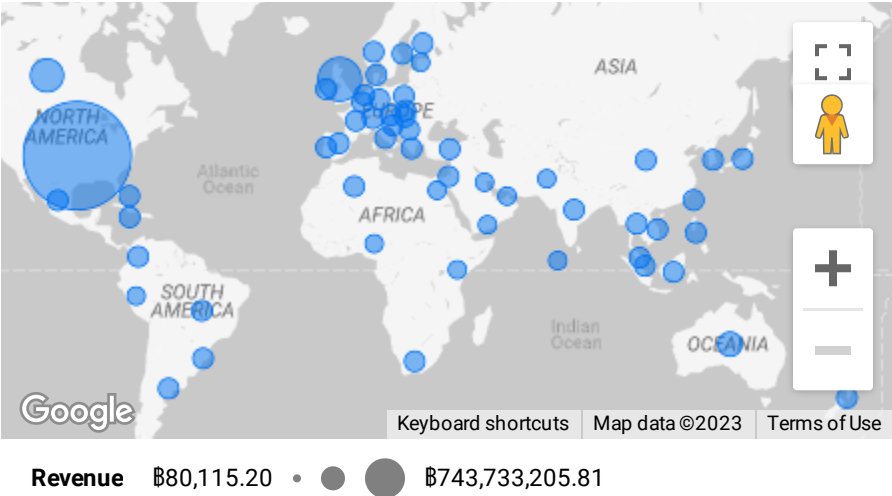 ASIA
NORTH
AMERICA
EUROPE
Atlantic
Ocean
AFRICA
SOUTH
AMERICA
Indian
Ocean
OCEANIA
Google
Keyboard shortcuts Map data ©2023 Terms of Use
Revenue ฿80,115.20 ฿743,733,205.81